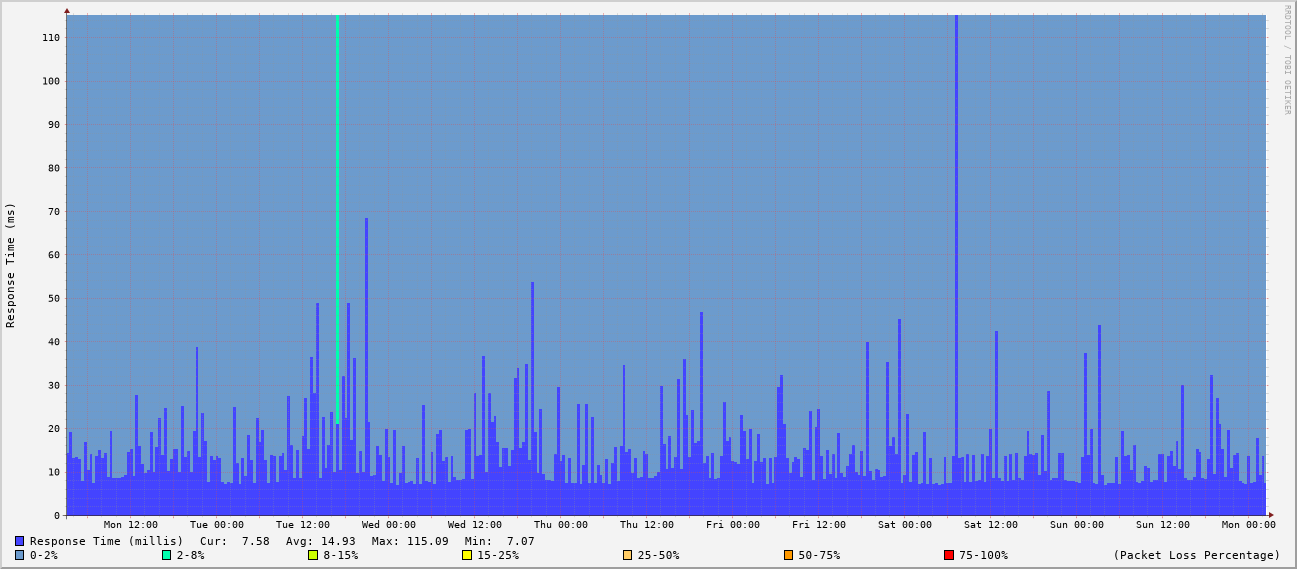 RRDTOOL / TOBI OETIKER
Response Time (ms)
110
100
90
80
70
60
50
40
30
20
10
0
Mon 12:00 Tue 00:00 Tue 12:00 Wed 00:00 Wed 12:00 Thu 00:00 Thu 12:00 Fri 00:00 Fri 12:00 Sat 00:00 Sat 12:00 Sun 00:00 Sun 12:00 Mon 00:00
Response Time (millis) Cur: 7.58 Avg: 14.93 Max: 115.09 Min: 7.07
0-2% 2-8% 8-15% 15-25% 25-50% 50-75% 75-100% (Packet Loss Percentage)